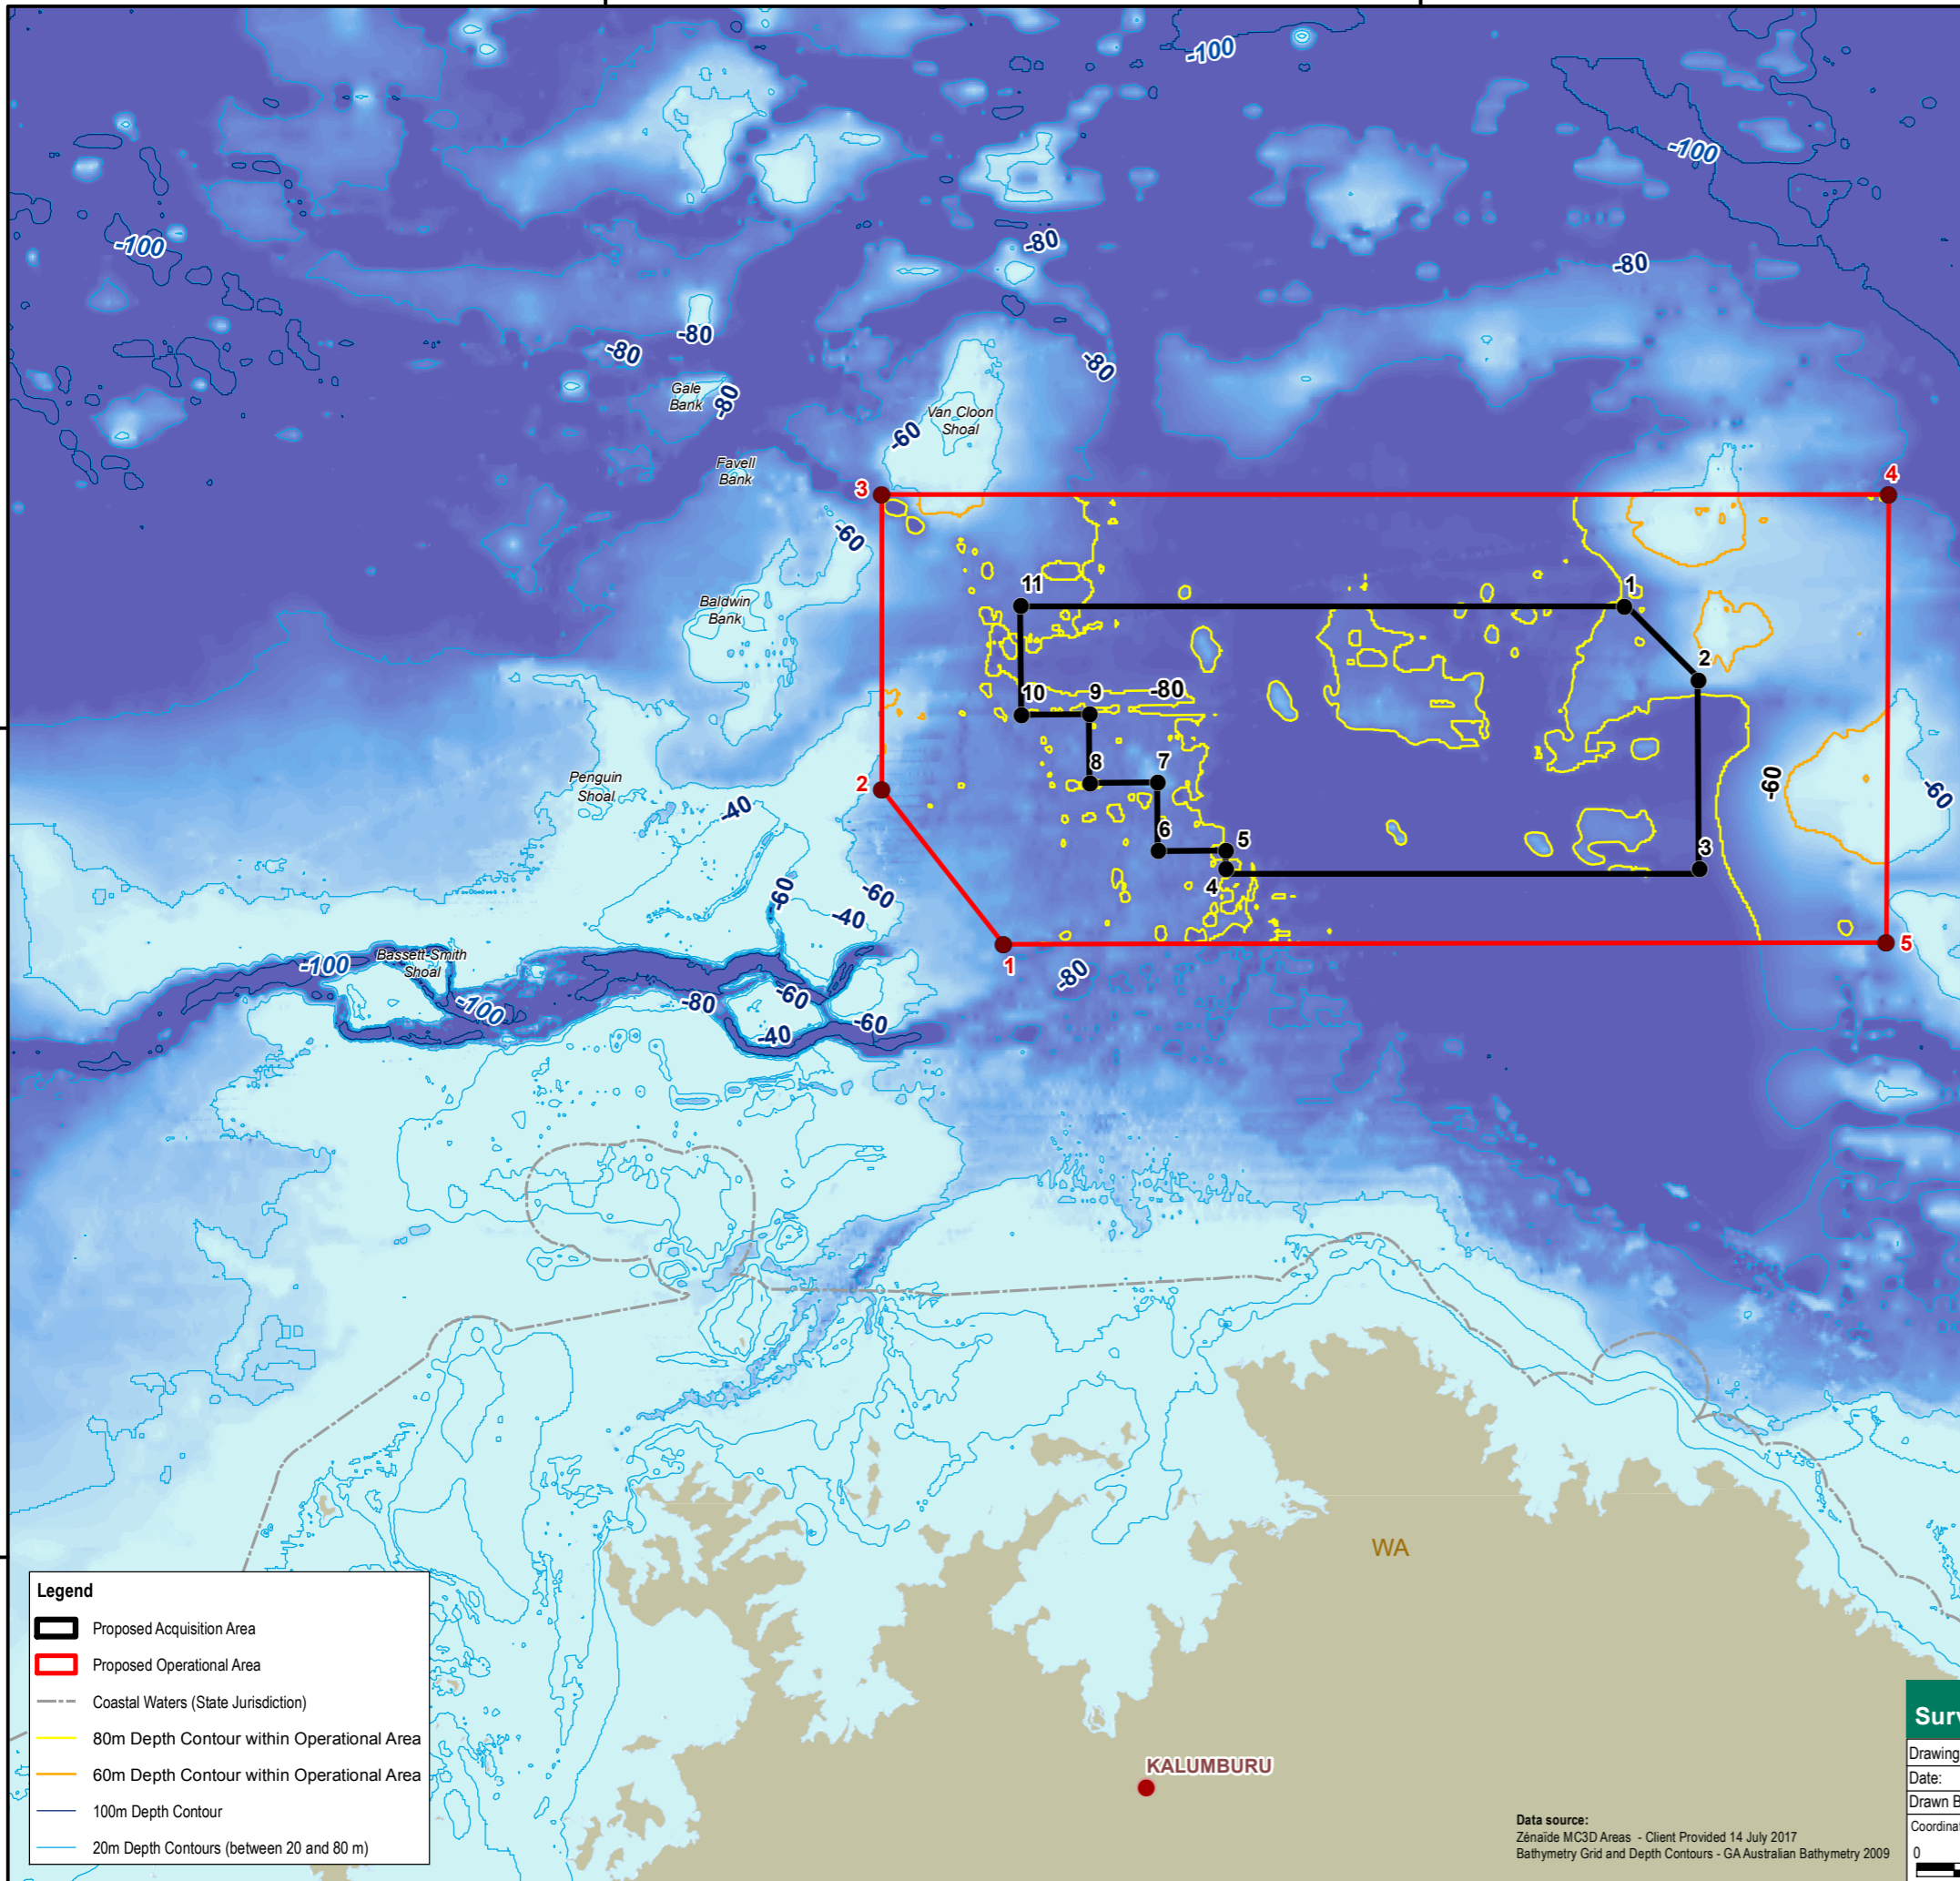 -100
-100
-100
-80
-80
-80
-80
-80
Gale
Bank
-80
Van Cloon
Shoal
-60
Favell
Bank
3
4
-60
Baldwin
Bank
11
1
2
10
9
-80
Penguin
Shoal
2
8
7
-60
-60
-40
6
5
4
3
-60
-60
-40
1
5
Bassett-Smith
Shoal
-100
-80
-100
-80
-60
-60
-40
WA
KALUMBURU
Legend
Proposed Acquisition Area
Proposed Operational Area
Coastal Waters (State Jurisdiction)
80m Depth Contour within Operational Area
60m Depth Contour within Operational Area
100m Depth Contour
20m Depth Contours (between 20 and 80 m)
Data source:
Zénaïde MC3D Areas - Client Provided 14 July 2017
Bathymetry Grid and Depth Contours - GA Australian Bathymetry 2009
Surv
Drawing
Date:
Drawn B
Coordinat
0